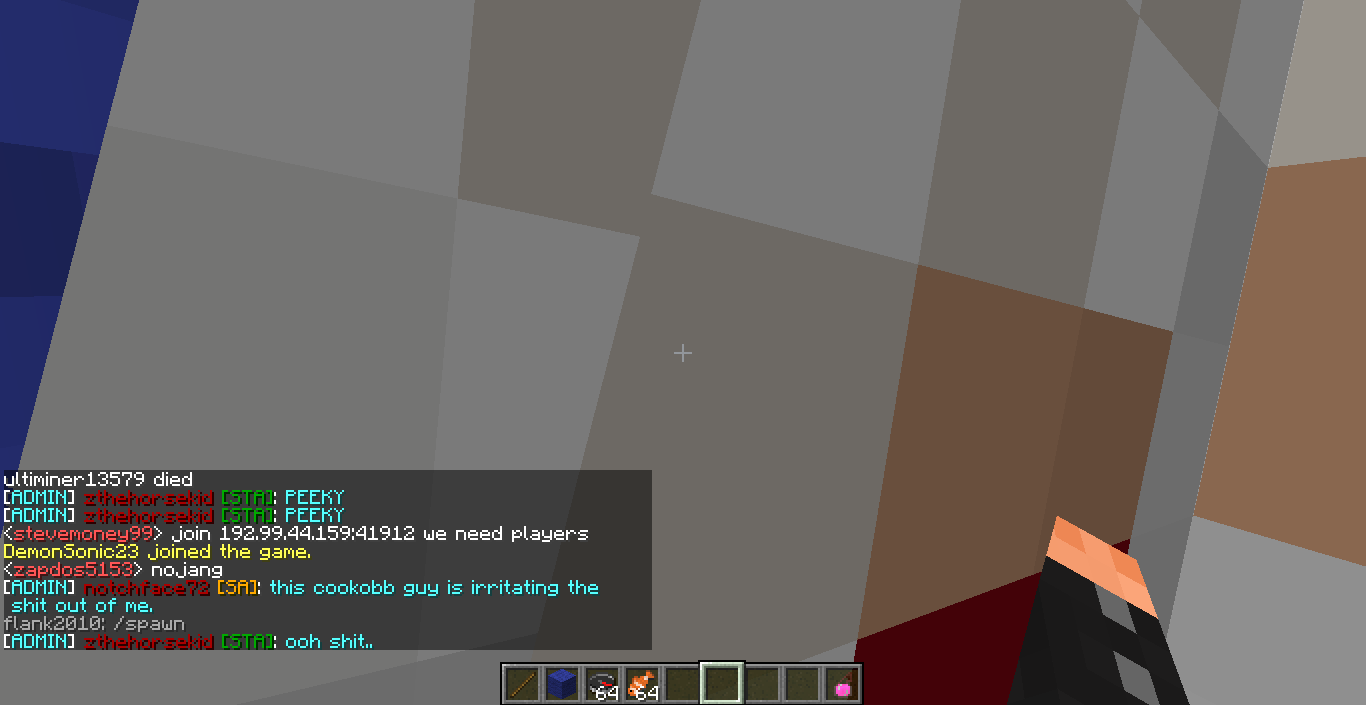 ultiminer13579 died
[ADMIN] zthehorsekid [STA]: PEEKY
[ADMIN] zthehorsekid [STA]: PEEKY
<stevemoney99> join 192.99.44.159:41912 we need players
DemonSonic23 joined the game.
<zapdos5153> nojang
[ADMIN] notchface72 [SA]: this cookobb guy is irritating the
shit out of me.
flank2010: /spawn
[ADMIN] zthehorsekid [STA]: ooh shit..
64 64